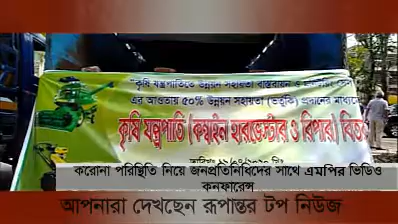 "কৃষি যন্ত্রপাতিতে উন্নয়ন সহায়তা
এর আওতায় ৫০% উন্নয়ন সহায়তা (ভর্তুকি) প্রদানের মাধ্যমে
কৃষি যন্ত্রপাতি (কম্বাইন হারভেস্টার ও রিপার)
করোনা পরিস্থিতি নিয়ে জনপ্রতিনিধিদের সাথে এমপির ভিডিও
কনফারেন্স
আপনারা দেখছেন রূপান্তর টপ নিউজ